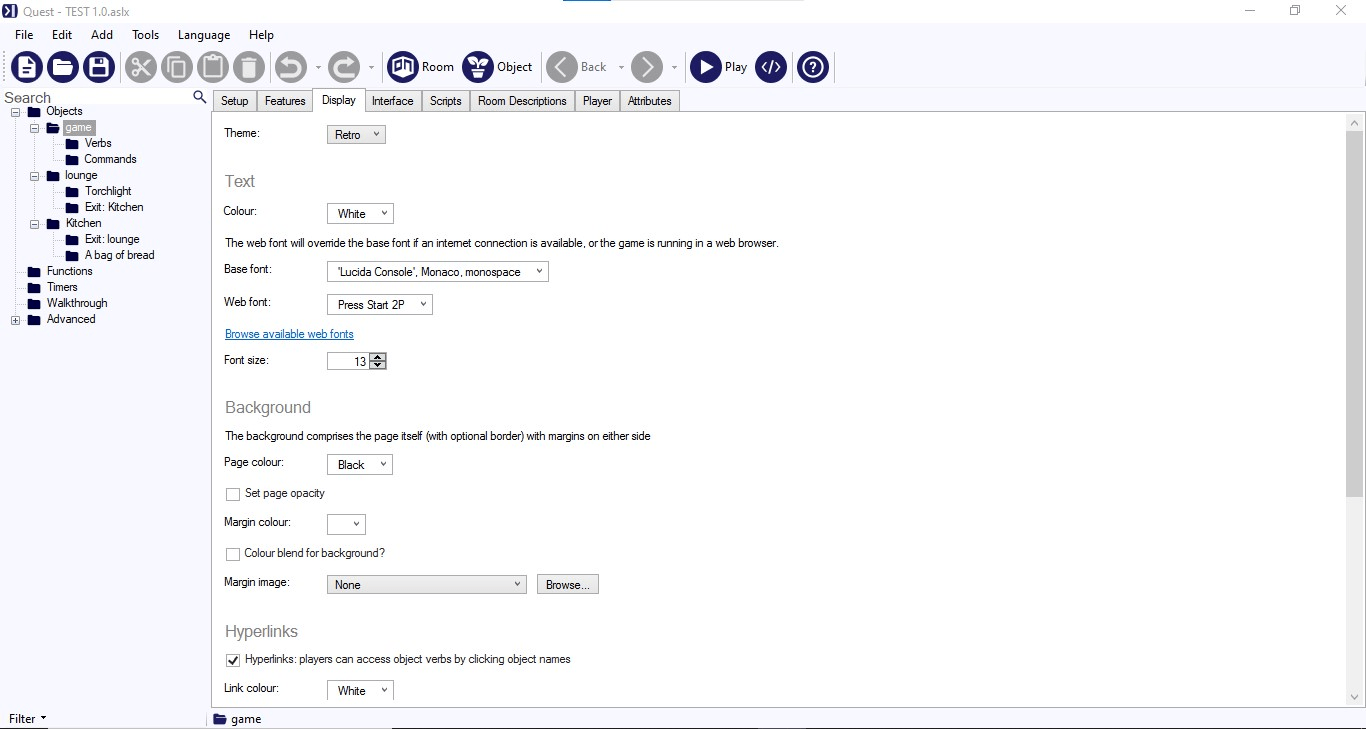 Quest - TEST 1.0.aslx
File Edit Add Tools Language Help
Room Object Back Play
Search
Objects
game
Verbs
Commands
lounge
Torchlight
Exit: Kitchen
Kitchen
Exit: lounge
A bag of bread
Functions
Timers
Walkthrough
Advanced
Filter
Setup Features Display Interface Scripts Room Descriptions Player Attributes
Theme: Retro
Text
Colour: White
The web font will override the base font if an internet connection is available, or the game is running in a web browser.
Base font: 'Lucida Console', Monaco, monospace
Web font: Press Start 2P
Browse available web fonts
Font size: 13
Background
The background comprises the page itself (with optional border) with margins on either side
Page colour: Black
Set page opacity
Margin colour:
Colour blend for background?
Margin image: None Browse...
Hyperlinks
Hyperlinks: players can access object verbs by clicking object names
Link colour: White
game